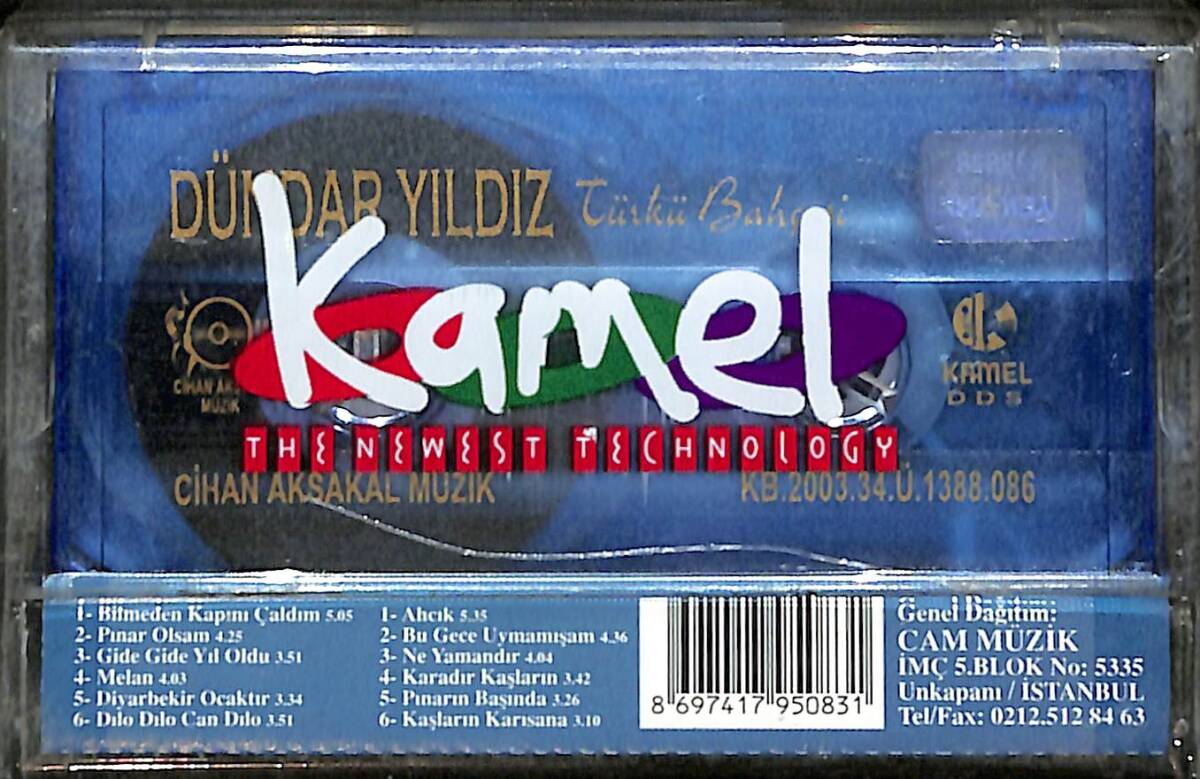 DÜNDAR YILDIZ Türkü Bahçesi
Kamel
THE NEWEST TECHNOLOGY
CİHAN AK
MÜZİK
KAMEL
DDS
CİHAN AKSAKAL MÜZİK
KB.2003.34.Ü.1388.086
1- Bilmeden Kapını Çaldım 5.05
2- Pınar Olsam 4.25
3- Gide Gide Yıl Oldu 3.51
4- Melan 4.03
5- Diyarbekir Ocaktır 3.34
6- Dılo Dılo Can Dılo 3.51
1- Ahcık 5.35
2- Bu Gece Uymamışam 4.36
3- Ne Yamandır 4.04
4- Karadır Kaşların 3.42
5- Pınarın Başında 3.26
6- Kaşların Karısana 3.10
8 697417 950831
Genel Dağıtım:
CAM MÜZİK
İMÇ 5.BLOK No: 5335
Unkapanı / İSTANBUL
Tel/Fax: 0212.512 84 63